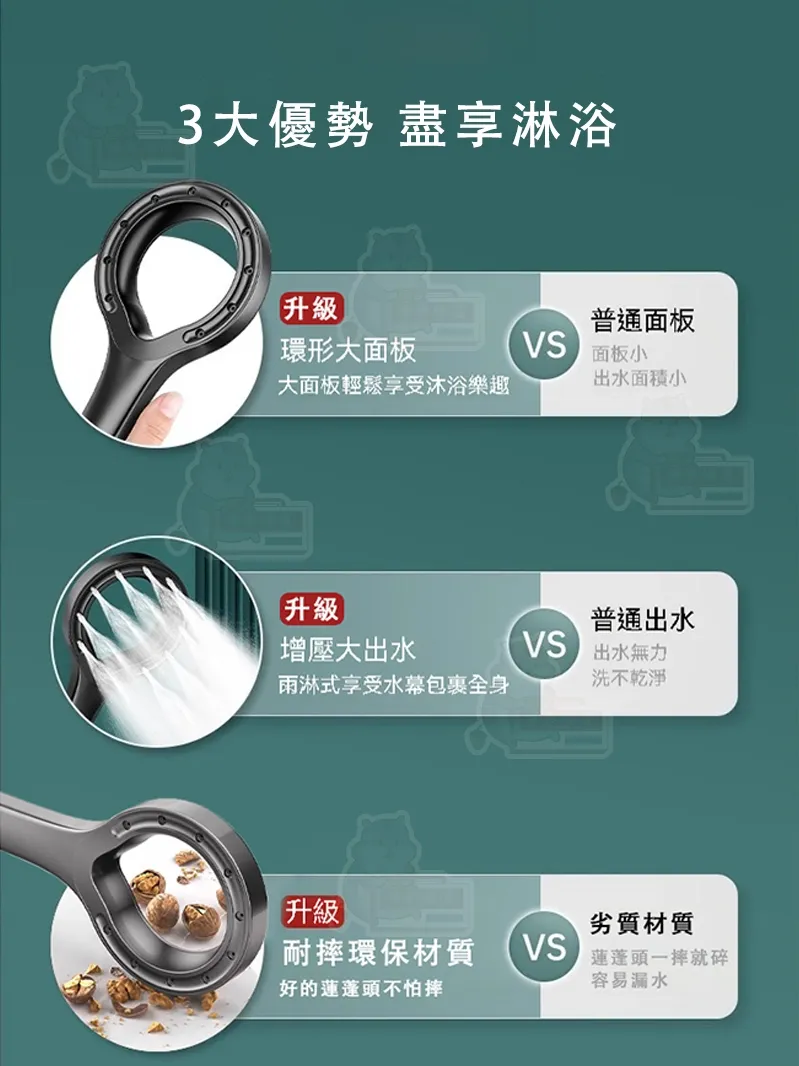 3大優勢 盡享淋浴
升級
環形大面板
大面板輕鬆享受沐浴樂趣
VS
普通面板
面板小
出水面積小
升級
增壓大出水
雨淋式享受水幕包裹全身
VS
普通出水
出水無力
洗不乾淨
升級
耐摔環保材質
好的蓮蓬頭不怕摔
VS
劣質材質
蓮蓬頭一摔就碎
容易漏水